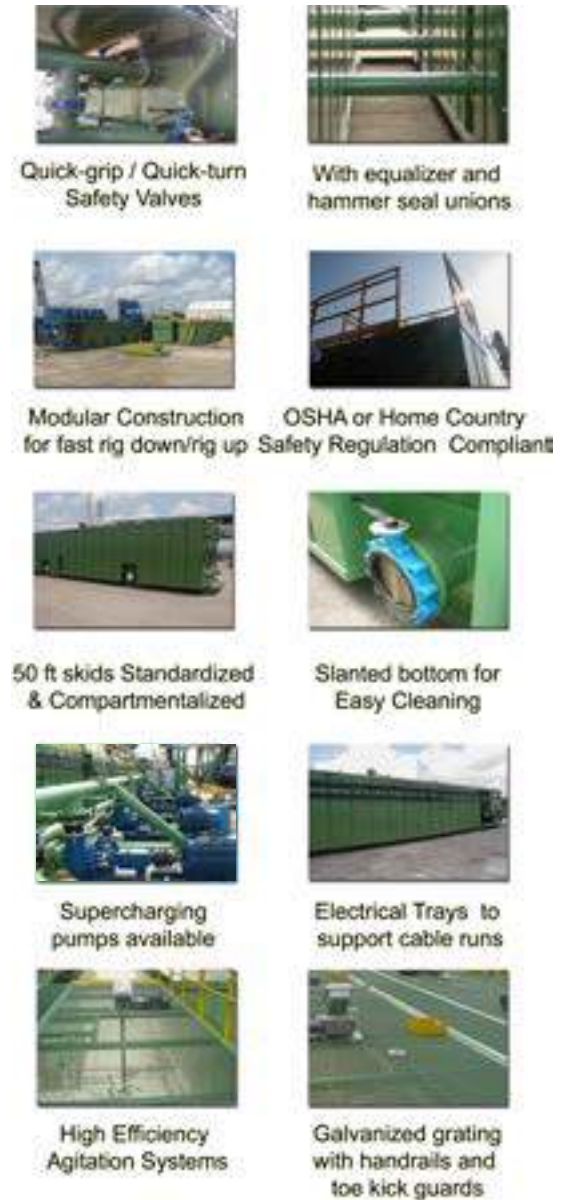 Quick-grip / Quick-turn
Safety Valves
With equalizer and
hammer seal unions
Modular Construction
for fast rig down/rig up
OSHA or Home Country
Safety Regulation Compliant
50 ft skids Standardized
& Compartmentalized
Slanted bottom for
Easy Cleaning
Supercharging
pumps available
Electrical Trays to
support cable runs
High Efficiency
Agitation Systems
Galvanized grating
with handrails and
toe kick guards